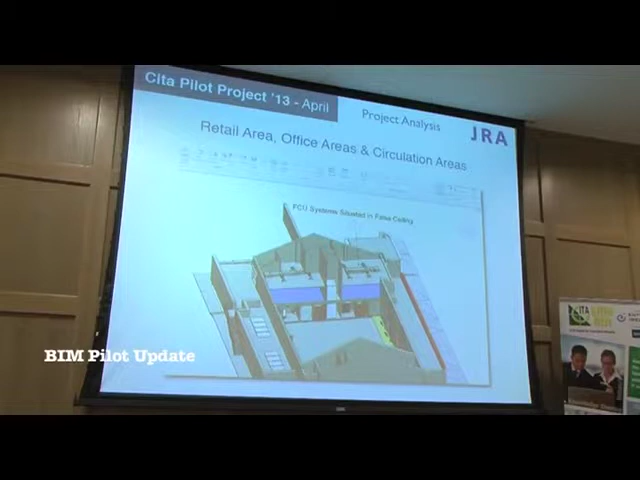 Cita Pilot Project '13 - April
Project Analysis
JRA
Retail Area, Office Areas & Circulation Areas
FCU Systems Situated in False Ceiling
BIM Pilot Update
CITA